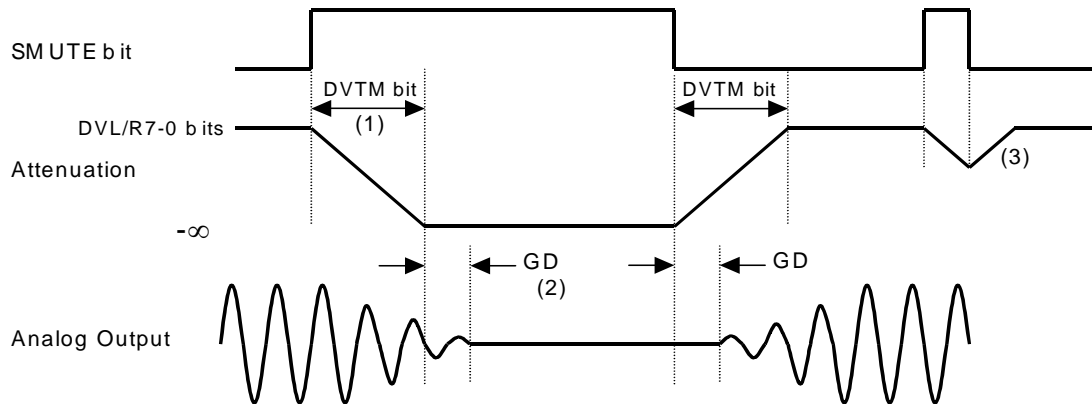 SMUTE bit
DVTM bit
DVTM bit
(1)
DVL/R7-0 bits
(3)
Attenuation
-∞
GD
GD
(2)
Analog Output